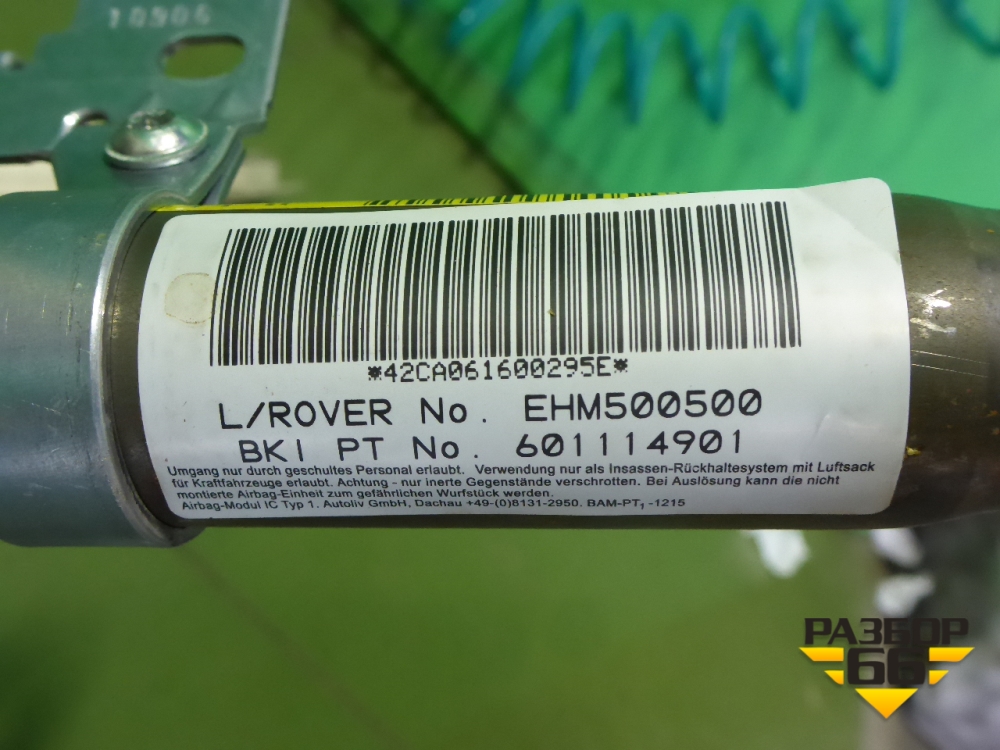 10906
*42CA061600295E*
L/ROVER No. EHM500500
BKI PT No. 601114901
Umgang nur durch geschultes Personal erlaubt. Verwendung nur als Insassen-Rückhaltesystem mit Luftsack
für Kraftfahrzeuge erlaubt. Achtung - nur inerte Gegenstände verschrotten. Bei Auslösung kann die nicht
montierte Airbag-Einheit zum gefährlichen Wurfstück werden.
Airbag-Modul IC Typ 1. Autoliv GmbH, Dachau +49-(0)8131-2950. BAM-PT₁ -1215
РАЗБОР
66